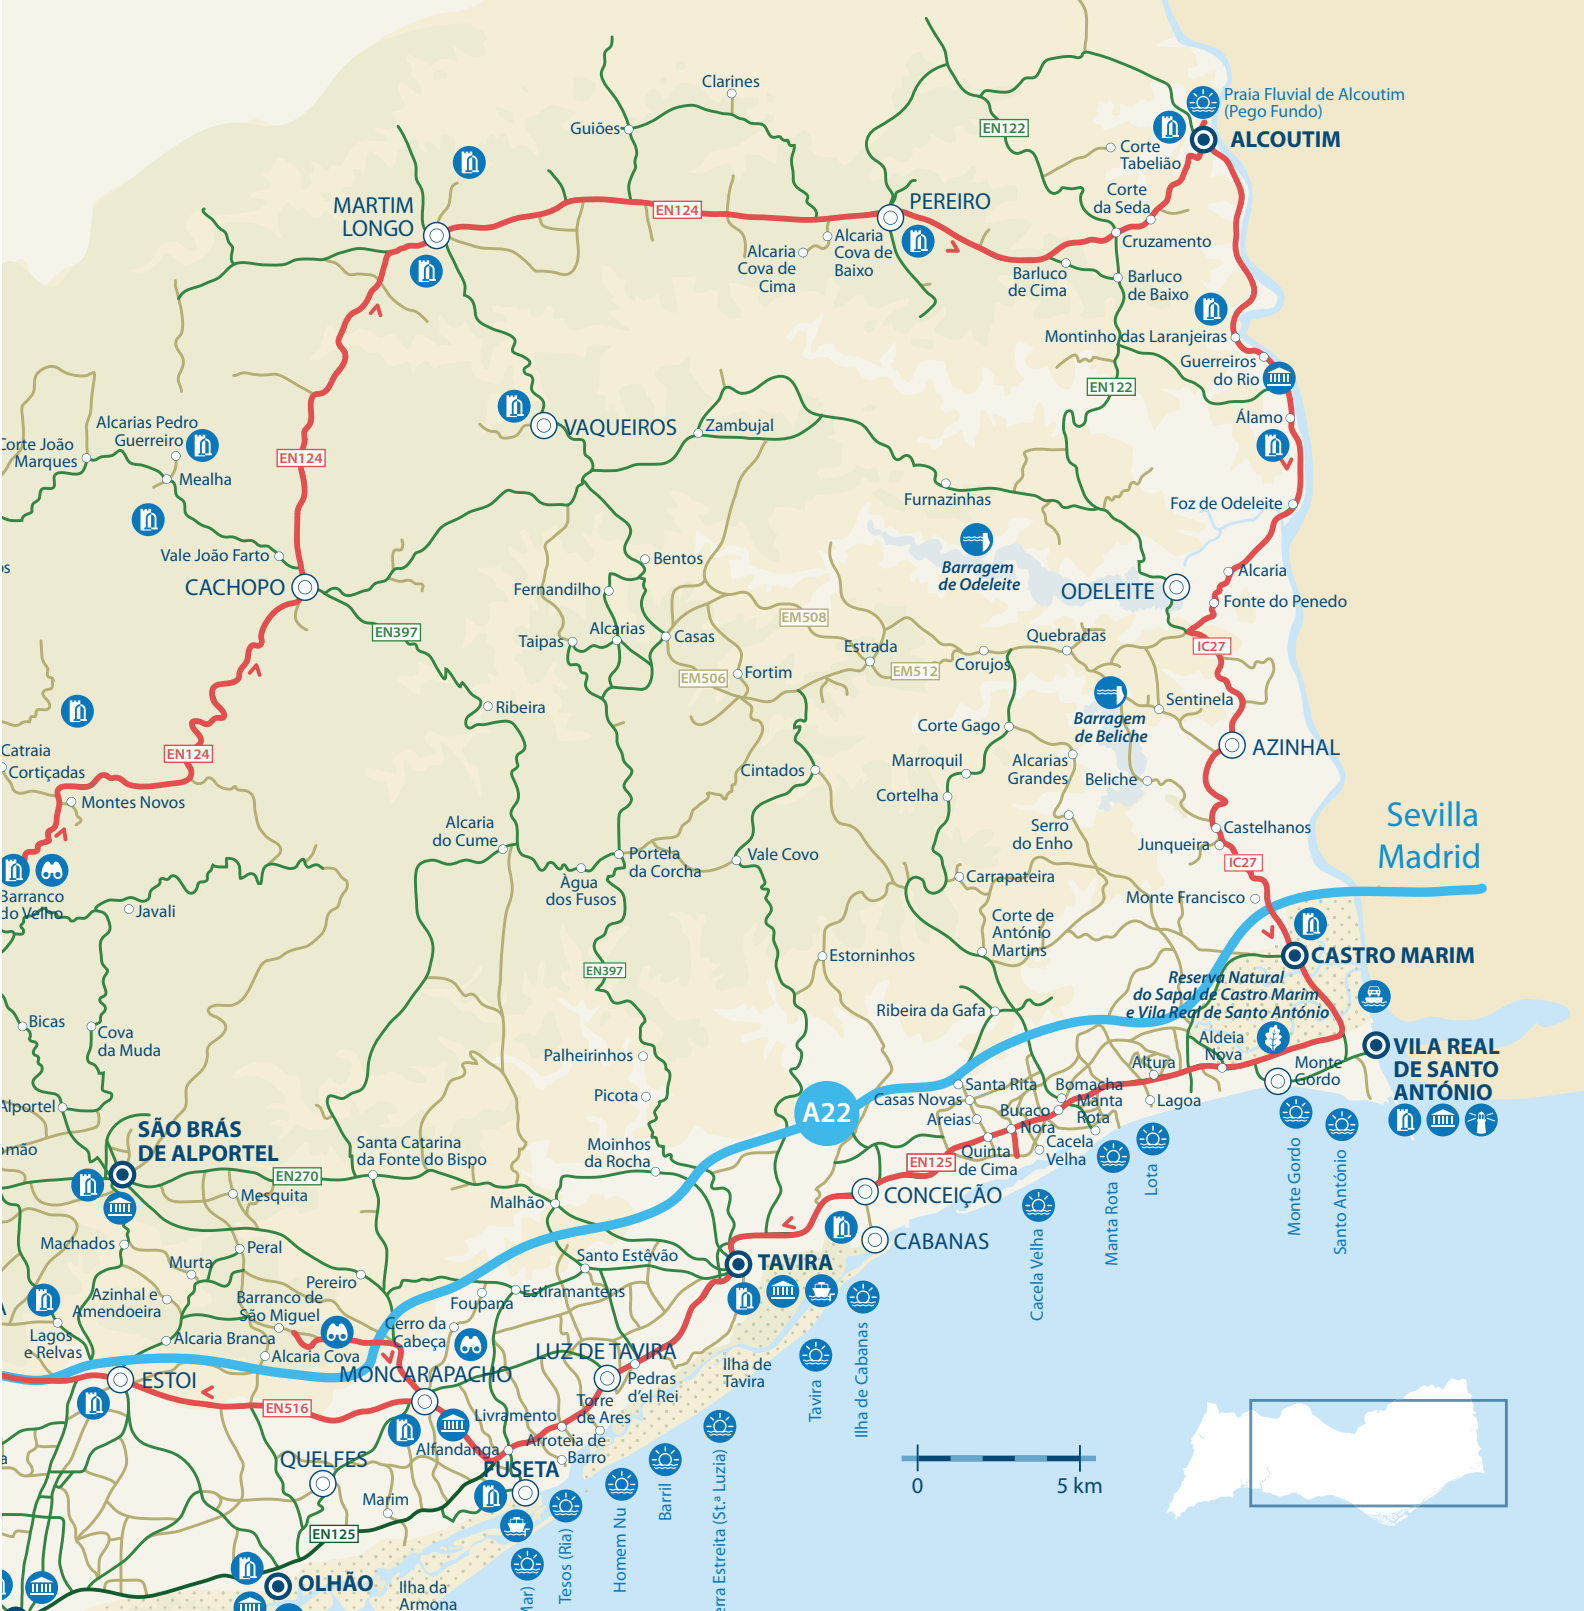 Clarines
Guiões
EN122
Praia Fluvial de Alcoutim
(Pego Fundo)
ALCOUTIM
Corte
Tabelião
Corte
da Seda
MARTIM
LONGO
EN124
PEREIRO
Alcaria
Cova de
Cima
Alcaria
Cova de
Baixo
Cruzamento
Barluco
de Cima
Barluco
de Baixo
Montinho das Laranjeiras
Guerreiros
do Rio
EN122
Álamo
Alcarias Pedro
Guerreiro
Corte João
Marques
Mealha
EN124
VAQUEIROS
Zambujal
Furnazinhas
Foz de Odeleite
Vale João Farto
CACHOPO
Bentos
Fernandilho
Barragem
de Odeleite
ODELEITE
Alcaria
Fonte do Penedo
EN397
Taipas
Alcarias
Casas
EM508
Estrada
EM512
Corujos
Quebradas
IC27
EM506
Fortim
Ribeira
Corte Gago
Barragem
de Beliche
Sentinela
AZINHAL
EN124
Catraia
Cortiçadas
Montes Novos
Cintados
Marroquil
Cortelha
Alcarias
Grandes
Beliche
Serro
do Enho
Castelhanos
Junqueira
IC27
Sevilla
Madrid
Alcaria
do Cume
Portela
da Corcha
Vale Covo
Àgua
dos Fusos
Carrapateira
Monte Francisco
Barranco
do Velho
Javali
Corte de
António
Martins
Estorninhos
CASTRO MARIM
EN397
Reserva Natural
do Sapal de Castro Marim
e Vila Real de Santo António
Ribeira da Gafa
Bicas
Cova
da Muda
Palheirinhos
Picota
Aldeia
Nova
Monte
Gordo
VILA REAL
DE SANTO
ANTÓNIO
Altura
Lagoa
Santa Rita
Casas Novas
Areias
Bomacha
Manta
Rota
Buraco
Nora
Cacela
Velha
Quinta
de Cima
A22
EN125
Alportel
SÃO BRÁS
DE ALPORTEL
EN270
Santa Catarina
da Fonte do Bispo
Moinhos
da Rocha
Mesquita
Malhão
CONCEIÇÃO
CABANAS
Machados
Murta
Peral
Pereiro
Santo Estêvão
TAVIRA
Azinhal e
Amendoeira
Barranco de
São Miguel
Foupana
Estiramantens
Cerro da
Cabeça
Lagos
e Relvas
Alcaria Branca
Alcaria Cova
ESTOI
MONCARAPACHO
LUZ DE TAVIRA
Pedras
d'el Rei
Ilha de
Tavira
EN516
Livramento
Torre
de Ares
Alfandanga
Arroteia de
Barro
QUELFES
FUSETA
Marim
EN125
OLHÃO
Ilha da
Armona
Tesos (Ria)
Homem Nu
Barril
Tavira
Ilha de Cabanas
Cacela Velha
Manta Rota
Lota
Monte Gordo
Santo António
0
5 km